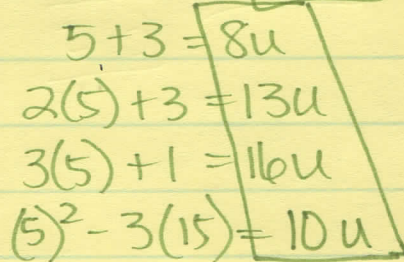 5+3 = 8u
2(5)+3 = 13u
3(5)+1 = 16u
(5)² - 3(15) = 10u